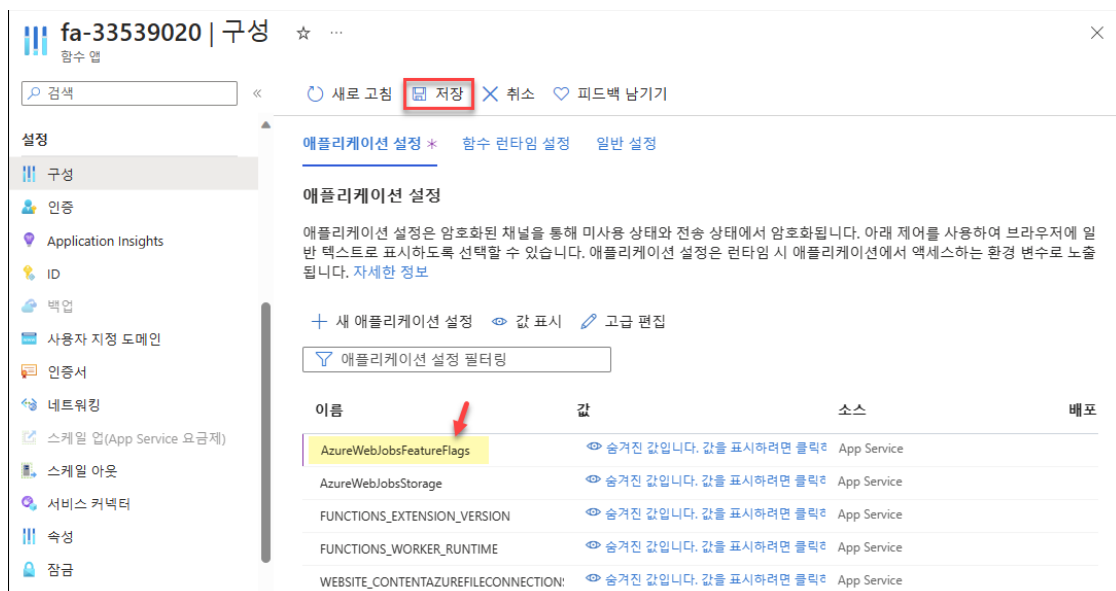 fa-33539020 | 구성
함수 앱
검색
새로 고침
저장
취소
피드백 남기기
설정
구성
인증
Application Insights
ID
백업
사용자 지정 도메인
인증서
네트워킹
스케일 업(App Service 요금제)
스케일 아웃
서비스 커넥터
속성
잠금
애플리케이션 설정 *
함수 런타임 설정
일반 설정
애플리케이션 설정
애플리케이션 설정은 암호화된 채널을 통해 미사용 상태와 전송 상태에서 암호화됩니다. 아래 제어를 사용하여 브라우저에 일
반 텍스트로 표시하도록 선택할 수 있습니다. 애플리케이션 설정은 런타임 시 애플리케이션에서 액세스하는 환경 변수로 노출
됩니다. 자세한 정보
새 애플리케이션 설정
값 표시
고급 편집
애플리케이션 설정 필터링
이름 값 소스 배포
AzureWebJobsFeatureFlags 숨겨진 값입니다. 값을 표시하려면 App Service
AzureWebJobsStorage 숨겨진 값입니다. 값을 표시하려면 App Service
FUNCTIONS_EXTENSION_VERSION 숨겨진 값입니다. 값을 표시하려면 App Service
FUNCTIONS_WORKER_RUNTIME 숨겨진 값입니다. 값을 표시하려면 App Service
WEBSITE_CONTENTAZUREFILECONNECTION 숨겨진 값입니다. 값을 표시하려면 App Service